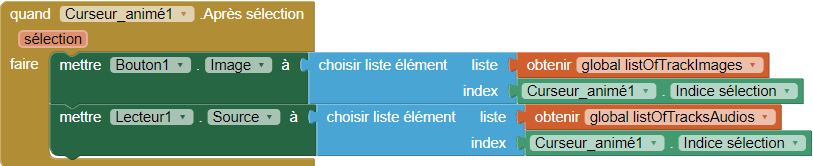 quand Curseur_animé1 .Après sélection
sélection
faire mettre Bouton1 . Image à choisir liste élément liste obtenir global listOfTrackImages
index Curseur_animé1 . Indice sélection
mettre Lecteur1 . Source à choisir liste élément liste obtenir global listOfTracksAudios
index Curseur_animé1 . Indice sélection